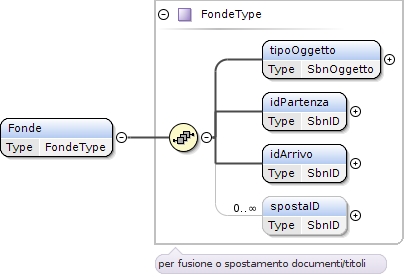 FondeType
tipoOggetto
Type SbnOggetto
idPartenza
Type SbnID
Fonde
Type FondeType
idArrivo
Type SbnID
0..∞
spostaID
Type SbnID
per fusione o spostamento documenti/titoli